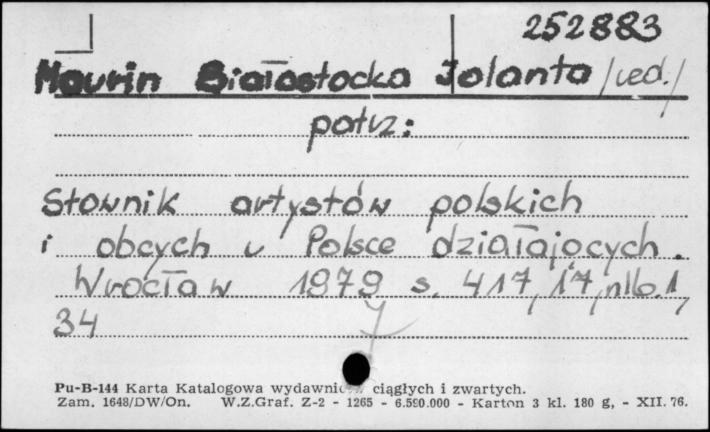 252883
Maurin Białostocka Jolanta /red./
patrz:
Słownik artystów polskich
i obcych w Polsce działających.
Wrocław 1979 s. 417, 17, nlb. 1,
34
Pu-B-144 Karta Katalogowa wydawnictw ciągłych i zwartych.
Zam. 1648/DW/On. W.Z.Graf. Z-2 - 1265 - 6.590.000 - Karton 3 kl. 180 g, - XII. 76.